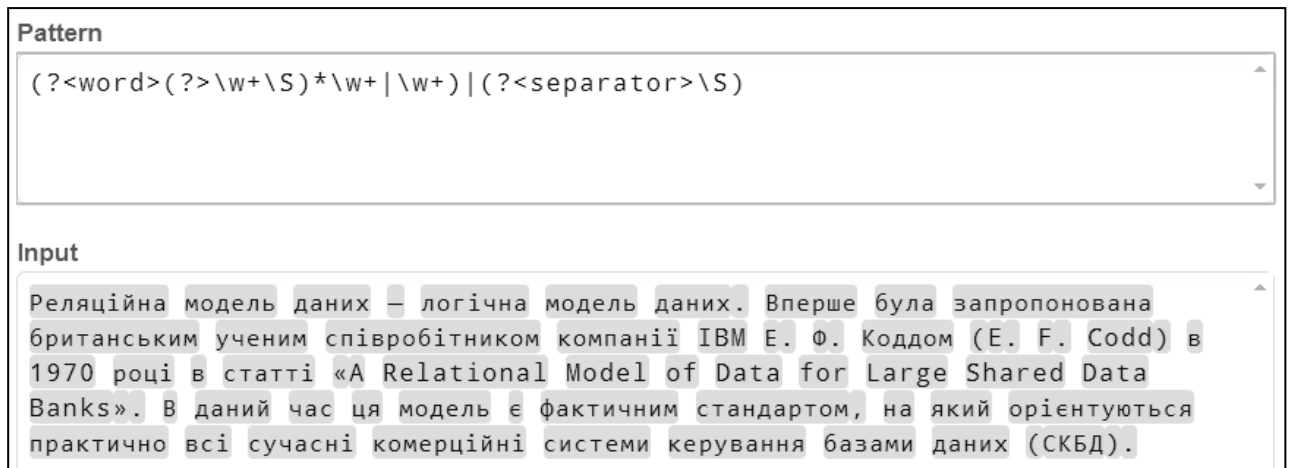 Pattern
(?<word>(?>\w+\S)*\w+|\w+)|(?<separator>\S)
Input
Реляційна модель даних – логічна модель даних. Вперше була запропонована
британським ученим співробітником компанії IBM Е. Ф. Коддом (E. F. Codd) в
1970 році в статті «A Relational Model of Data for Large Shared Data
Banks». В даний час ця модель є фактичним стандартом, на який орієнтуються
практично всі сучасні комерційні системи керування базами даних (СКБД).